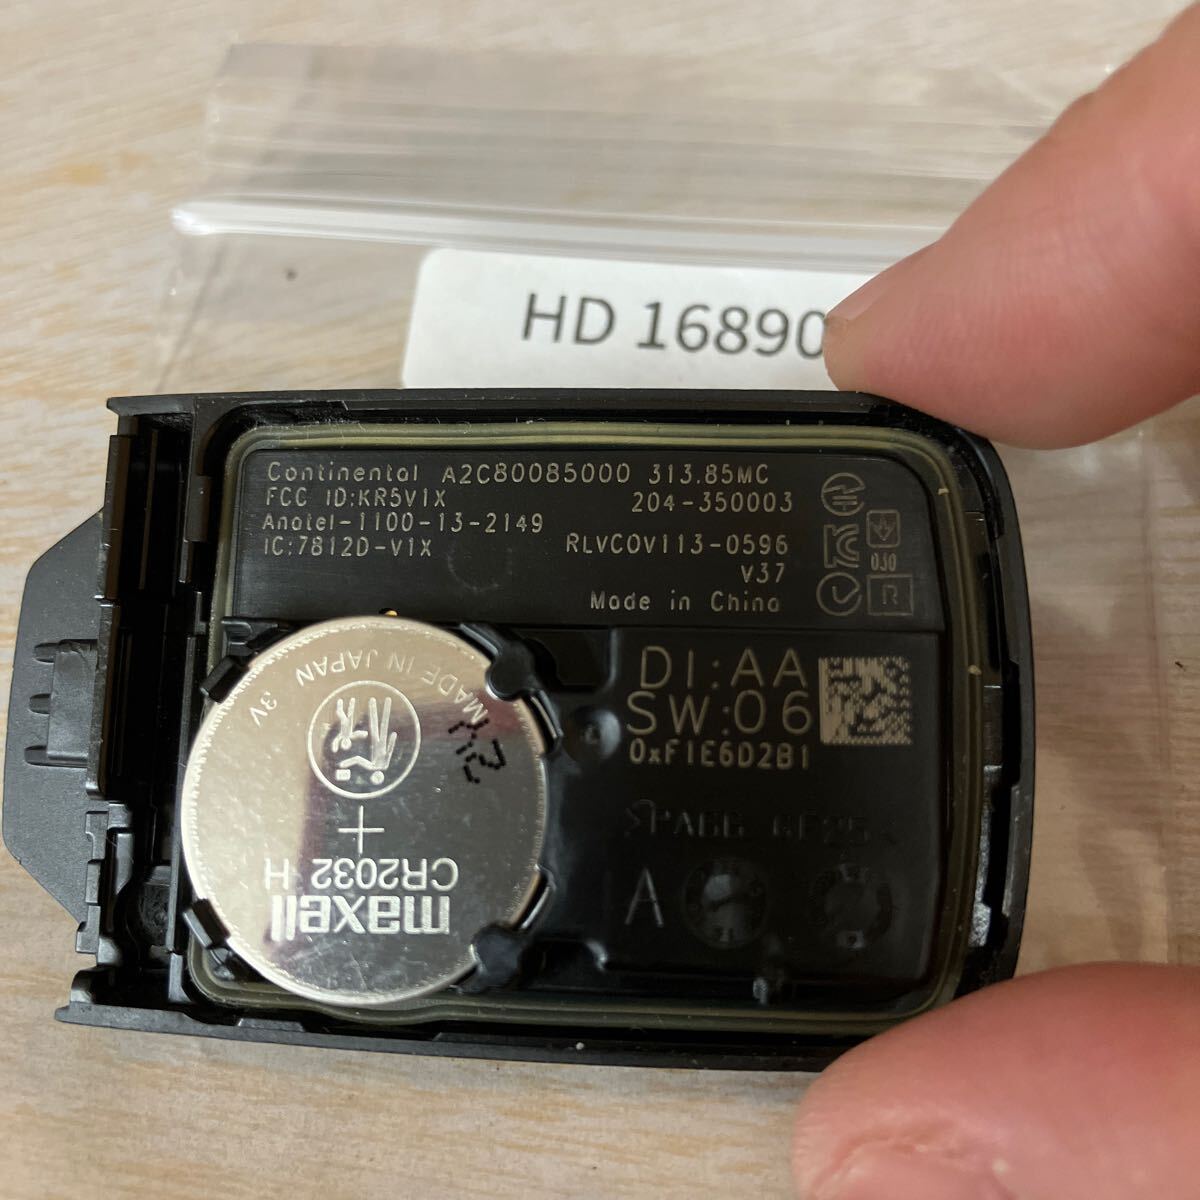 HD 16890
Continental A2C80085000 313.85MC
FCC ID:KR5V1X 204-350003
Anatel-1100-13-2149
IC:7812D-V1X RLVCOV113-0596
V37
Made in China
R
DI:AA
SW:06
0xF1E6D2B1
A
maxell
CR2032 H
+
3V MADE IN JAPAN